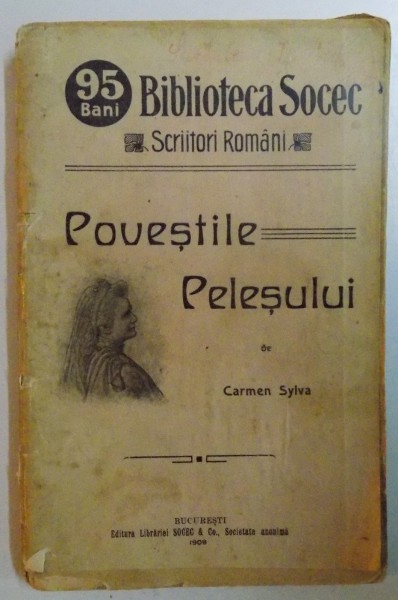 95
Bani
Biblioteca Socec
Scriitori Români
Poveștile
Peleșului
de
Carmen Sylva
BUCUREȘTI
Editura Librăriei SOCEC & Co., Societate anonimă
1909